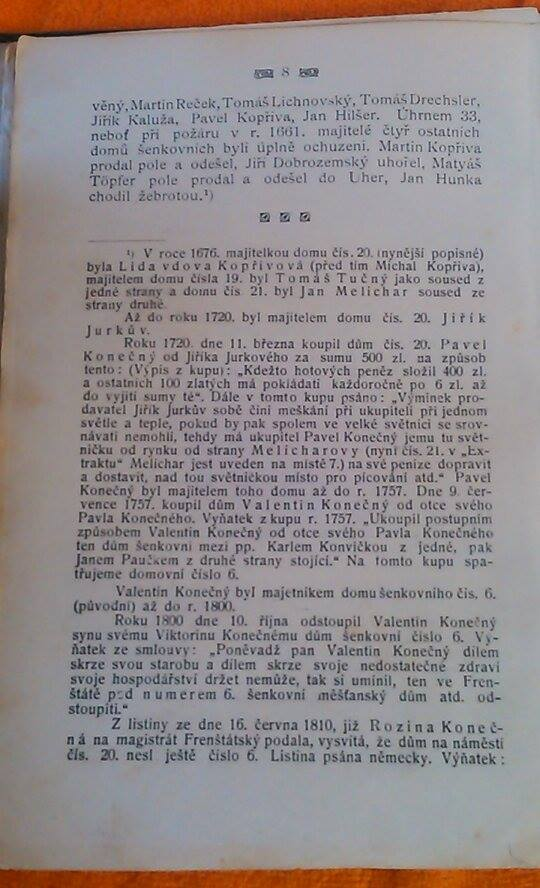 8
věný, Martin Reček, Tomáš Lichnovský, Tomáš Drechsler,
Jiřík Kaluža, Pavel Kopřiva, Jan Hilšer. Úhrnem 33,
neboť při požáru v r. 1661. majitelé čtyř ostatních
domů šenkovních byli úplně ochuzeni. Martin Kopřiva
prodal pole a odešel, Jiří Dobrozemský uhořel, Matyáš
Töpfer pole prodal a odešel do Uher, Jan Hunka
chodil žebrotou.¹)
¹) V roce 1676. majitelkou domu čís. 20. (nynější popisné)
byla Lida vdova Kopřivová (před tím Michal Kopřiva),
majitelem domu čísla 19. byl Tomáš Tučný jako soused z
jedné strany a domu čís 21. byl Jan Melichar soused ze
strany druhé.
Až do roku 1720. byl majitelem domu čís. 20. Jiřík
Jurkův.
Roku 1720. dne 11. března koupil dům čís. 20. Pavel
Konečný od Jiříka Jurkového za sumu 500 zl. na způsob
tento: (Výpis z kupu): „Kdežto hotových peněz složil 400 zl.
a ostatních 100 zlatých má pokládati každoročně po 6 zl. až
do vyjití sumy té“. Dále v tomto kupu psáno: „Výminek pro-
davatel Jiřík Jurkův sobě činí meškání při ukupiteli při jednom
světle a teple, pokud by pak spolem ve velké světnici se srov-
návati nemohli, tehdy má ukupitel Pavel Konečný jemu tu svět-
ničku od rynku od strany Melicharovy (nyní čís. 21. v „Ex-
traktu“ Melichar jest uveden na místě 7.) na své peníze dopravit
a dostavit, nad tou světničkou místo pro pícování atd.“ Pavel
Konečný byl majitelem toho domu až do r. 1757. Dne 9. čer-
vence 1757. koupil dům Valentin Konečný od otce svého
Pavla Konečného. Výňatek z kupu r. 1757. „Ukoupil postupním
způsobem Valentin Konečný od otce svého Pavla Konečného
ten dům šenkovní mezi pp. Karlem Konvičkou z jedné, pak
Janem Paučkem z druhé strany stojící.“ Na tomto kupu spa-
třujeme domovní číslo 6.
Valentin Konečný byl majetníkem domu šenkovního čís. 6.
(původní) až do r. 1800.
Roku 1800 dne 10. října odstoupil Valentin Konečný
synu svému Viktorinu Konečnému dům šenkovní číslo 6. Vý-
ňatek ze smlouvy: „Poněvadž pan Valentin Konečný dílem
skrze svou starobu a dílem skrze svoje nedostatečné zdraví
svoje hospodářství držet nemůže, tak si umínil, ten ve Fren-
štátě pod numerem 6. šenkovní měšťanský dům atd. od-
stoupiti.“
Z listiny ze dne 16. června 1810, již Rozina Koneč-
ná na magistrát Frenštátský podala, vysvítá, že dům na náměstí
čís. 20. nesl ještě číslo 6. Listina psána německy. Výňatek: